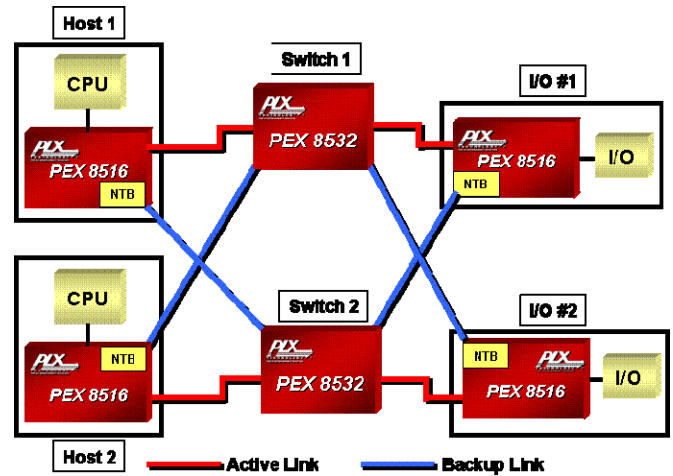 Host 1
Switch 1
I/O #1
CPU
PLX
PEX 8516
NTB
PLX
PEX 8532
PLX
PEX 8516
NTB
I/O
CPU
NTB
PLX
PEX 8516
Host 2
Switch 2
PLX
PEX 8532
I/O #2
NTB
PLX
PEX 8516
I/O
Active Link
Backup Link